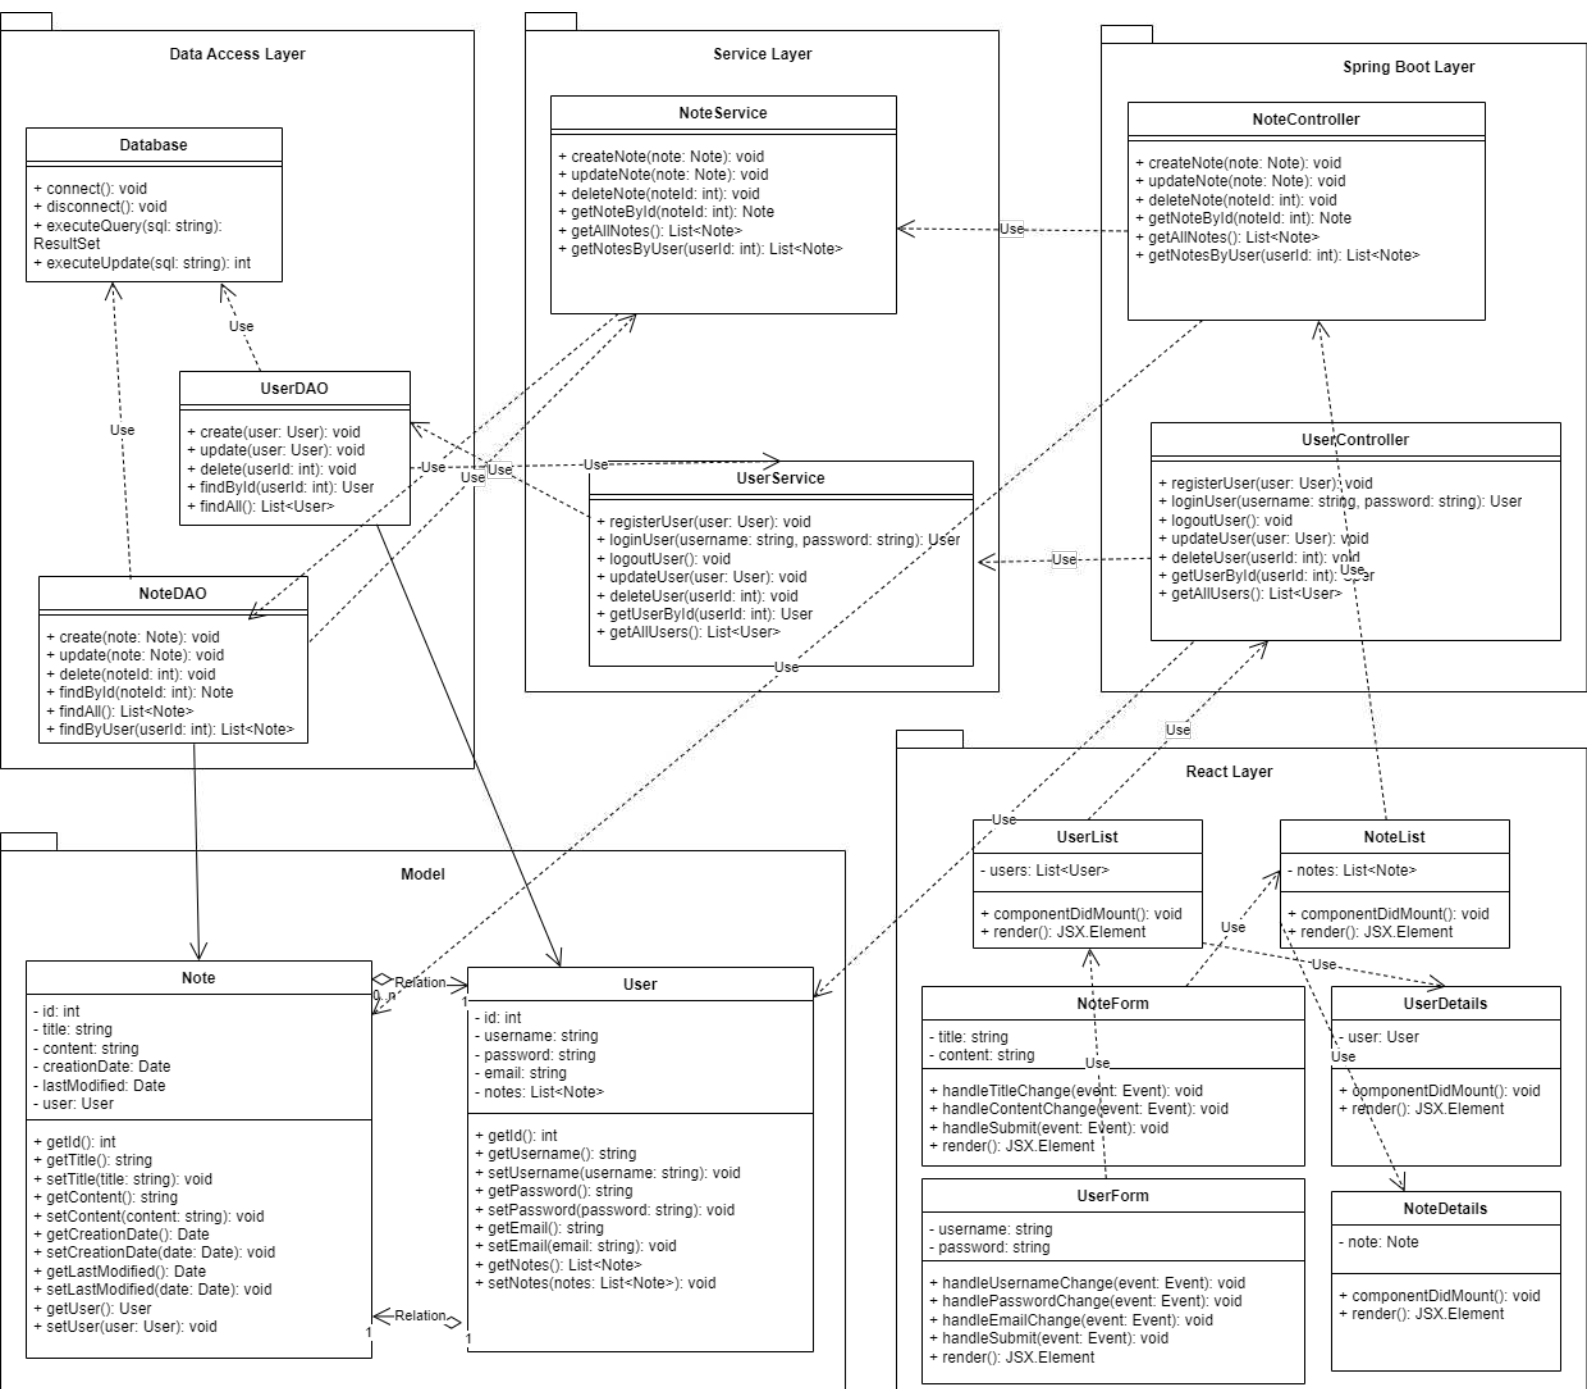 Data Access Layer
Database
+ connect(): void
+ disconnect(): void
+ executeQuery(sql: string):
ResultSet
+ executeUpdate(sql: string): int
Use
Use
UserDAO
+ create(user: User): void
+ update(user: User): void
+ delete(userId: int): void
+ findById(userId: int): User
+ findAll(): List<User>
NoteDAO
+ create(note: Note): void
+ update(note: Note): void
+ delete(noteId: int): void
+ findById(noteId: int): Note
+ findAll(): List<Note>
+ findByUser(userId: int): List<Note>
Use
Use
Use
Use
Service Layer
NoteService
+ createNote(note: Note): void
+ updateNote(note: Note): void
+ deleteNote(noteId: int): void
+ getNoteById(noteId: int): Note
+ getAllNotes(): List<Note>
+ getNotesByUser(userId: int): List<Note>
UserService
+ registerUser(user: User): void
+ loginUser(username: string, password: string): User
+ logoutUser(): void
+ updateUser(user: User): void
+ deleteUser(userId: int): void
+ getUserById(userId: int): User
+ getAllUsers(): List<User>
Use
Use
Use
Spring Boot Layer
NoteController
+ createNote(note: Note): void
+ updateNote(note: Note): void
+ deleteNote(noteId: int): void
+ getNoteById(noteId: int): Note
+ getAllNotes(): List<Note>
+ getNotesByUser(userId: int): List<Note>
UserController
+ registerUser(user: User): void
+ loginUser(username: string, password: string): User
+ logoutUser(): void
+ updateUser(user: User): void
+ deleteUser(userId: int): void
+ getUserById(userId: int): User
+ getAllUsers(): List<User>
Use
Use
Use
Model
Note
- id: int
- title: string
- content: string
- creationDate: Date
- lastModified: Date
- user: User
+ getId(): int
+ getTitle(): string
+ setTitle(title: string): void
+ getContent(): string
+ setContent(content: string): void
+ getCreationDate(): Date
+ setCreationDate(date: Date): void
+ getLastModified(): Date
+ setLastModified(date: Date): void
+ getUser(): User
+ setUser(user: User): void
Relation
0..n
1
User
- id: int
- username: string
- password: string
- email: string
- notes: List<Note>
+ getId(): int
+ getUsername(): string
+ setUsername(username: string): void
+ getPassword(): string
+ setPassword(password: string): void
+ getEmail(): string
+ setEmail(email: string): void
+ getNotes(): List<Note>
+ setNotes(notes: List<Note>): void
Relation
1
1
React Layer
UserList
- users: List<User>
+ componentDidMount(): void
+ render(): JSX.Element
NoteList
- notes: List<Note>
+ componentDidMount(): void
+ render(): JSX.Element
Use
Use
NoteForm
- title: string
- content: string
+ handleTitleChange(event: Event): void
+ handleContentChange(event: Event): void
+ handleSubmit(event: Event): void
+ render(): JSX.Element
Use
UserDetails
- user: User
Use
+ componentDidMount(): void
+ render(): JSX.Element
UserForm
- username: string
- password: string
+ handleUsernameChange(event: Event): void
+ handlePasswordChange(event: Event): void
+ handleEmailChange(event: Event): void
+ handleSubmit(event: Event): void
+ render(): JSX.Element
NoteDetails
- note: Note
+ componentDidMount(): void
+ render(): JSX.Element